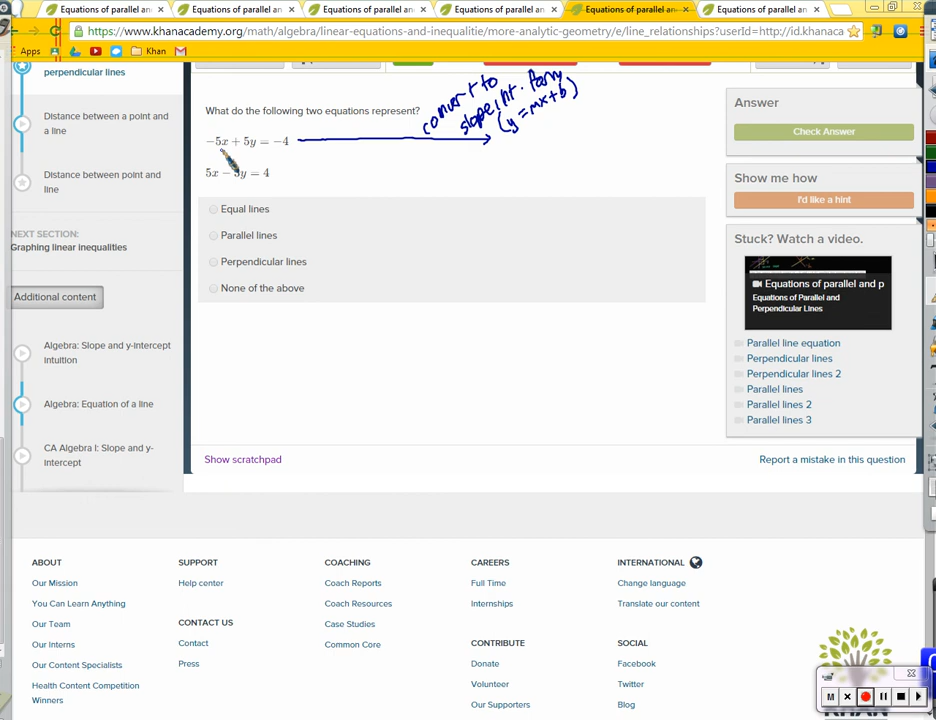 Equations of parallel an
Equations of parallel an
Equations of parallel an
Equations of parallel an
Equations of parallel an
Equations of parallel an
https://www.khanacademy.org/math/algebra/linear-equations-and-inequalitie/more-analytic-geometry/e/line_relationships?userId=http://id.khanaca
Apps
Khan
perpendicular lines
Distance between a point and
a line
Distance between point and
line
NEXT SECTION:
Graphing linear inequalities
Additional content
Algebra: Slope and y-intercept
intuition
Algebra: Equation of a line
CA Algebra I: Slope and y-
intercept
What do the following two equations represent?
convert to
slope int. form
(y=mx+b)
−5x + 5y = −4
5x − 5y = 4
Equal lines
Parallel lines
Perpendicular lines
None of the above
Show scratchpad
Report a mistake in this question
Answer
Check Answer
Show me how
I'd like a hint
Stuck? Watch a video.
Equations of parallel and p
Equations of Parallel and
Perpendicular Lines
Parallel line equation
Perpendicular lines
Perpendicular lines 2
Parallel lines
Parallel lines 2
Parallel lines 3
ABOUT
Our Mission
You Can Learn Anything
Our Team
Our Interns
Our Content Specialists
Health Content Competition
Winners
SUPPORT
Help center
CONTACT US
Contact
Press
COACHING
Coach Reports
Coach Resources
Case Studies
Common Core
CAREERS
Full Time
Internships
CONTRIBUTE
Donate
Volunteer
Our Supporters
INTERNATIONAL
Change language
Translate our content
SOCIAL
Facebook
Twitter
Blog
M